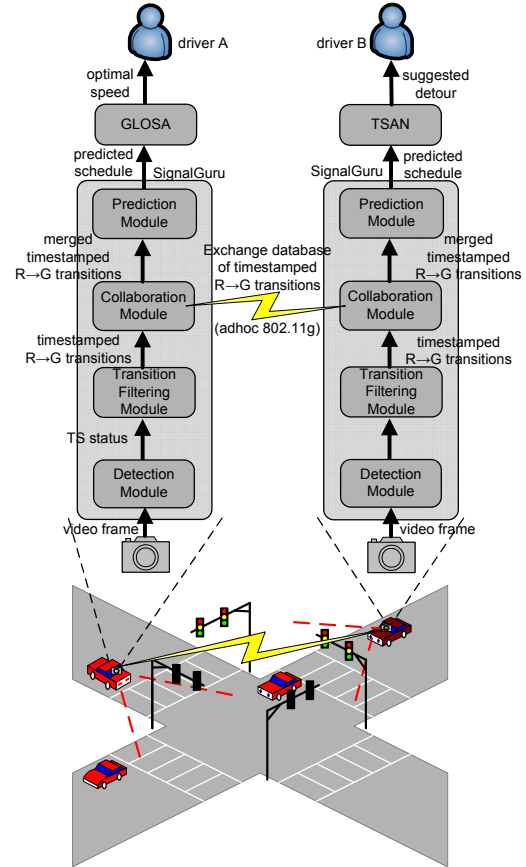 driver A
driver B
optimal
speed
suggested
detour
GLOSA
TSAN
predicted
schedule
SignalGuru
SignalGuru
predicted
schedule
Prediction
Module
Prediction
Module
merged
timestamped
R→G transitions
Exchange database
of timestamped
R→G transitions
merged
timestamped
R→G transitions
Collaboration
Module
(adhoc 802.11g)
Collaboration
Module
timestamped
R→G transitions
timestamped
R→G transitions
Transition
Filtering
Module
Transition
Filtering
Module
TS status
Detection
Module
Detection
Module
video frame
video frame